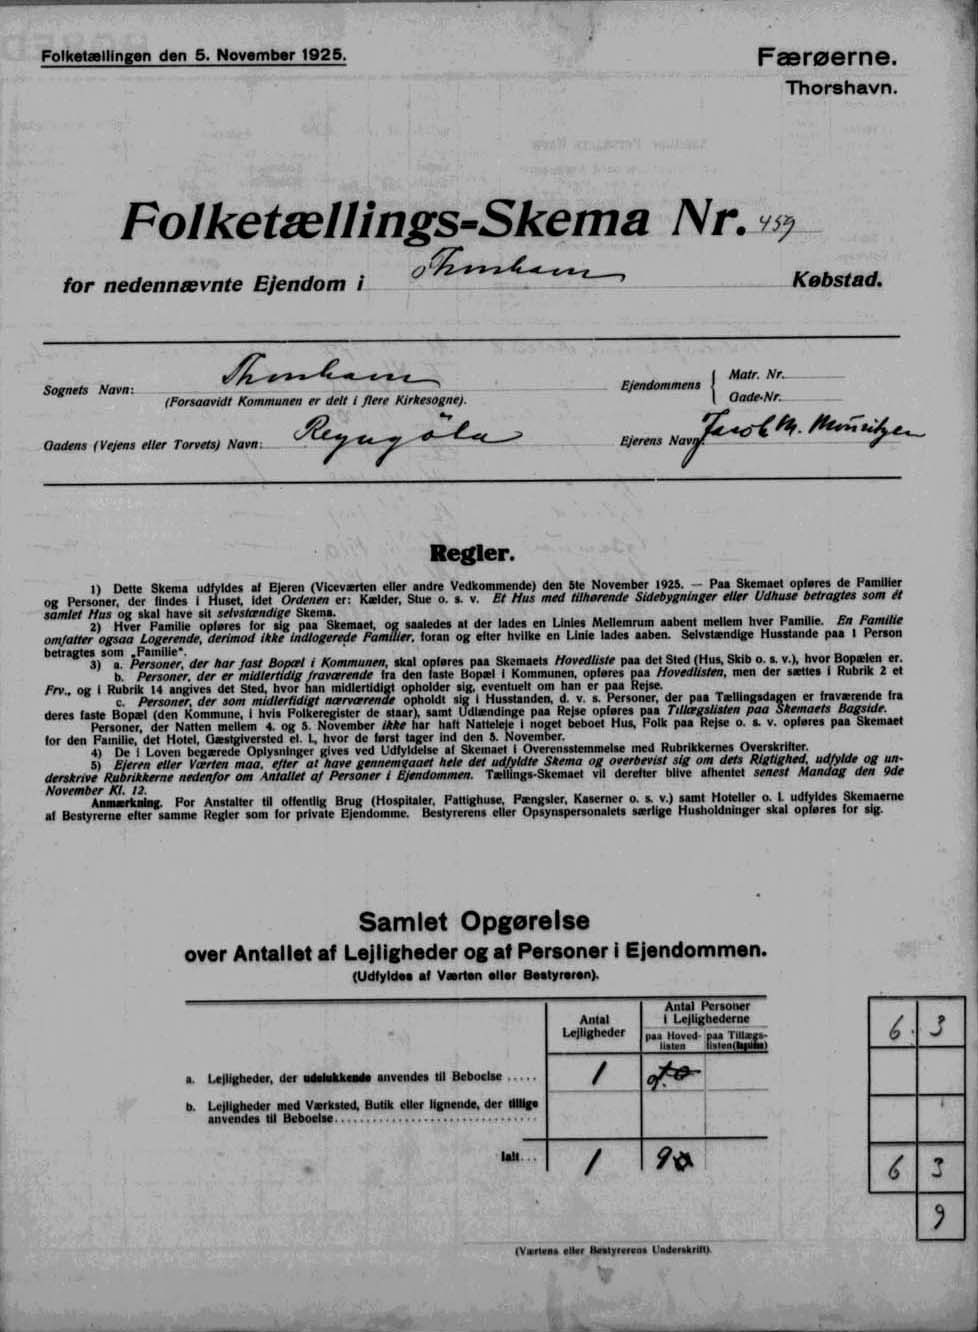 Folketællingen den 5. November 1925.
Færøerne.
Thorshavn.
Folketællings-Skema Nr. 459
for nedennævnte Ejendom i Thorshavn Købstad.
Sognets Navn: Thorshavn
(Forsaavidt Kommunen er delt i flere Kirkesogne).
Ejendommens { Matr. Nr.
Gade-Nr.
Gadens (Vejens eller Torvets) Navn: Reyngöta
Ejerens Navn: Jacob M. Mouritzen
Regler.
1) Dette Skema udfyldes af Ejeren (Viceværten eller andre Vedkommende) den 5te November 1925. — Paa Skemaet opføres de Familier
og Personer, der findes i Huset, idet Ordenen er: Kælder, Stue o. s. v. Et Hus med tilhørende Sidebygninger eller Udhuse betragtes som ét
samlet Hus og skal have sit selvstændige Skema.
2) Hver Familie opføres for sig paa Skemaet, og saaledes at der lades en Linies Mellemrum aabent mellem hver Familie. En Familie
omfatter ogsaa Logerende, derimod ikke indlogerede Familier, foran og efter hvilke en Linie lades aaben. Selvstændige Husstande paa 1 Person
betragtes som „Familie“.
3) a. Personer, der har fast Bopæl i Kommunen, skal opføres paa Skemaets Hovedliste paa det Sted (Hus, Skib o. s. v.), hvor Bopælen er.
b. Personer, der er midlertidig fraværende fra den faste Bopæl i Kommunen, opføres paa Hovedlisten, men der sættes i Rubrik 2 et
Frv., og i Rubrik 14 angives det Sted, hvor han midlertidigt opholder sig, eventuelt om han er paa Rejse.
c. Personer, der som midlertidigt nærværende opholdt sig i Husstanden, d. v. s. Personer, der paa Tællingsdagen er fraværende fra
deres faste Bopæl (den Kommune, i hvis Folkeregister de staar), samt Udlændinge paa Rejse opføres paa Tillægslisten paa Skemaets Bagside.
Personer, der Natten mellem 4. og 5. November ikke har haft Natteleje i noget beboet Hus, Folk paa Rejse o. s. v. opføres paa Skemaet
for den Familie, det Hotel, Gæstgiversted el. l., hvor de først tager ind den 5. November.
4) De i Loven begærede Oplysninger gives ved Udfyldelse af Skemaet i Overensstemmelse med Rubrikkernes Overskrifter.
5) Ejeren eller Værten maa, efter at have gennemgaaet hele det udfyldte Skema og overbevist sig om dets Rigtighed, udfylde og un-
derskrive Rubrikkerne nedenfor om Antallet af Personer i Ejendommen. Tællings-Skemaet vil derefter blive afhentet senest Mandag den 9de
November Kl. 12.
Anmærkning. For Anstalter til offentlig Brug (Hospitaler, Fattighuse, Fængsler, Kaserner o. s. v.) samt Hoteller o. l. udfyldes Skemaerne
af Bestyrerne efter samme Regler som for private Ejendomme. Bestyrerens eller Opsynspersonalets særlige Husholdninger skal opføres for sig.
Samlet Opgørelse
over Antallet af Lejligheder og af Personer i Ejendommen.
(Udfyldes af Værten eller Bestyreren).
Antal
Lejligheder
Antal Personer
i Lejlighederne
paa Hoved-
listen
paa Tillægs-
listen
6 3
a. Lejligheder, der udelukkende anvendes til Beboelse ..... 1
b. Lejligheder med Værksted, Butik eller lignende, der tillige
anvendes til Beboelse
Ialt... 1 9
6 3
9
(Værtens eller Bestyrerens Underskrift).